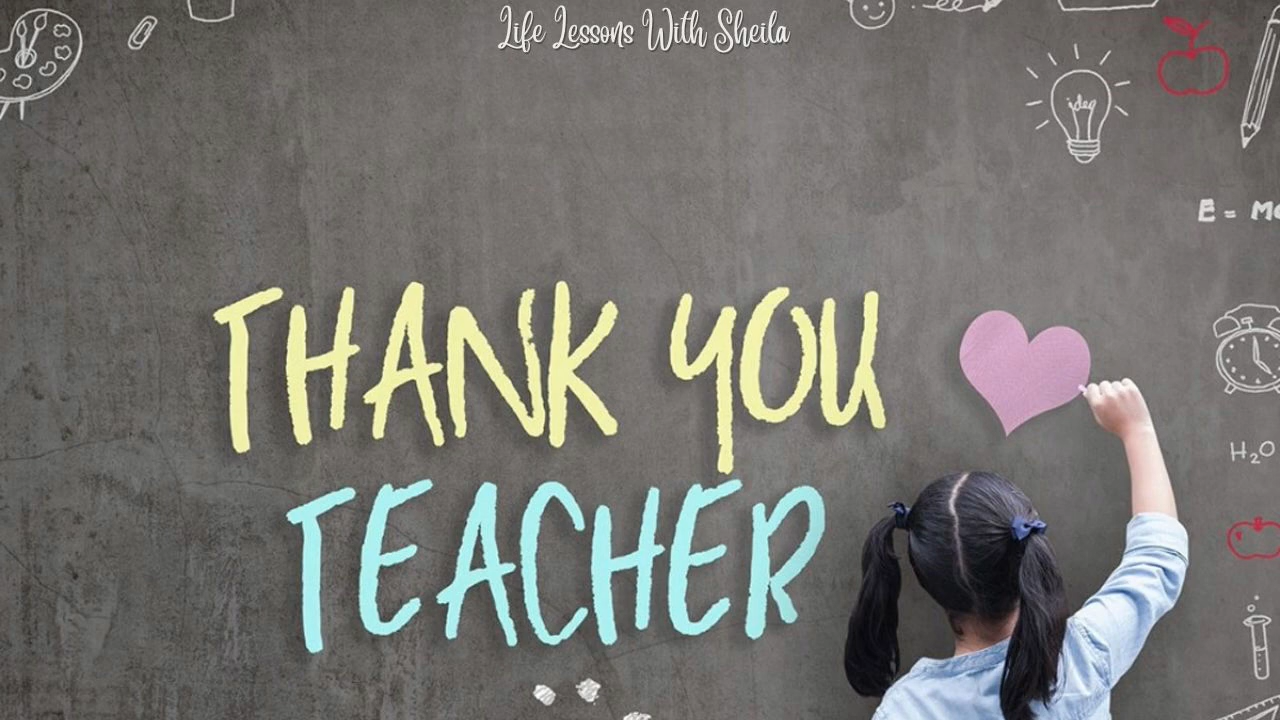 Life Lessons With Sheila
idea
E = Mc
THANK YOU
TEACHER
H₂O